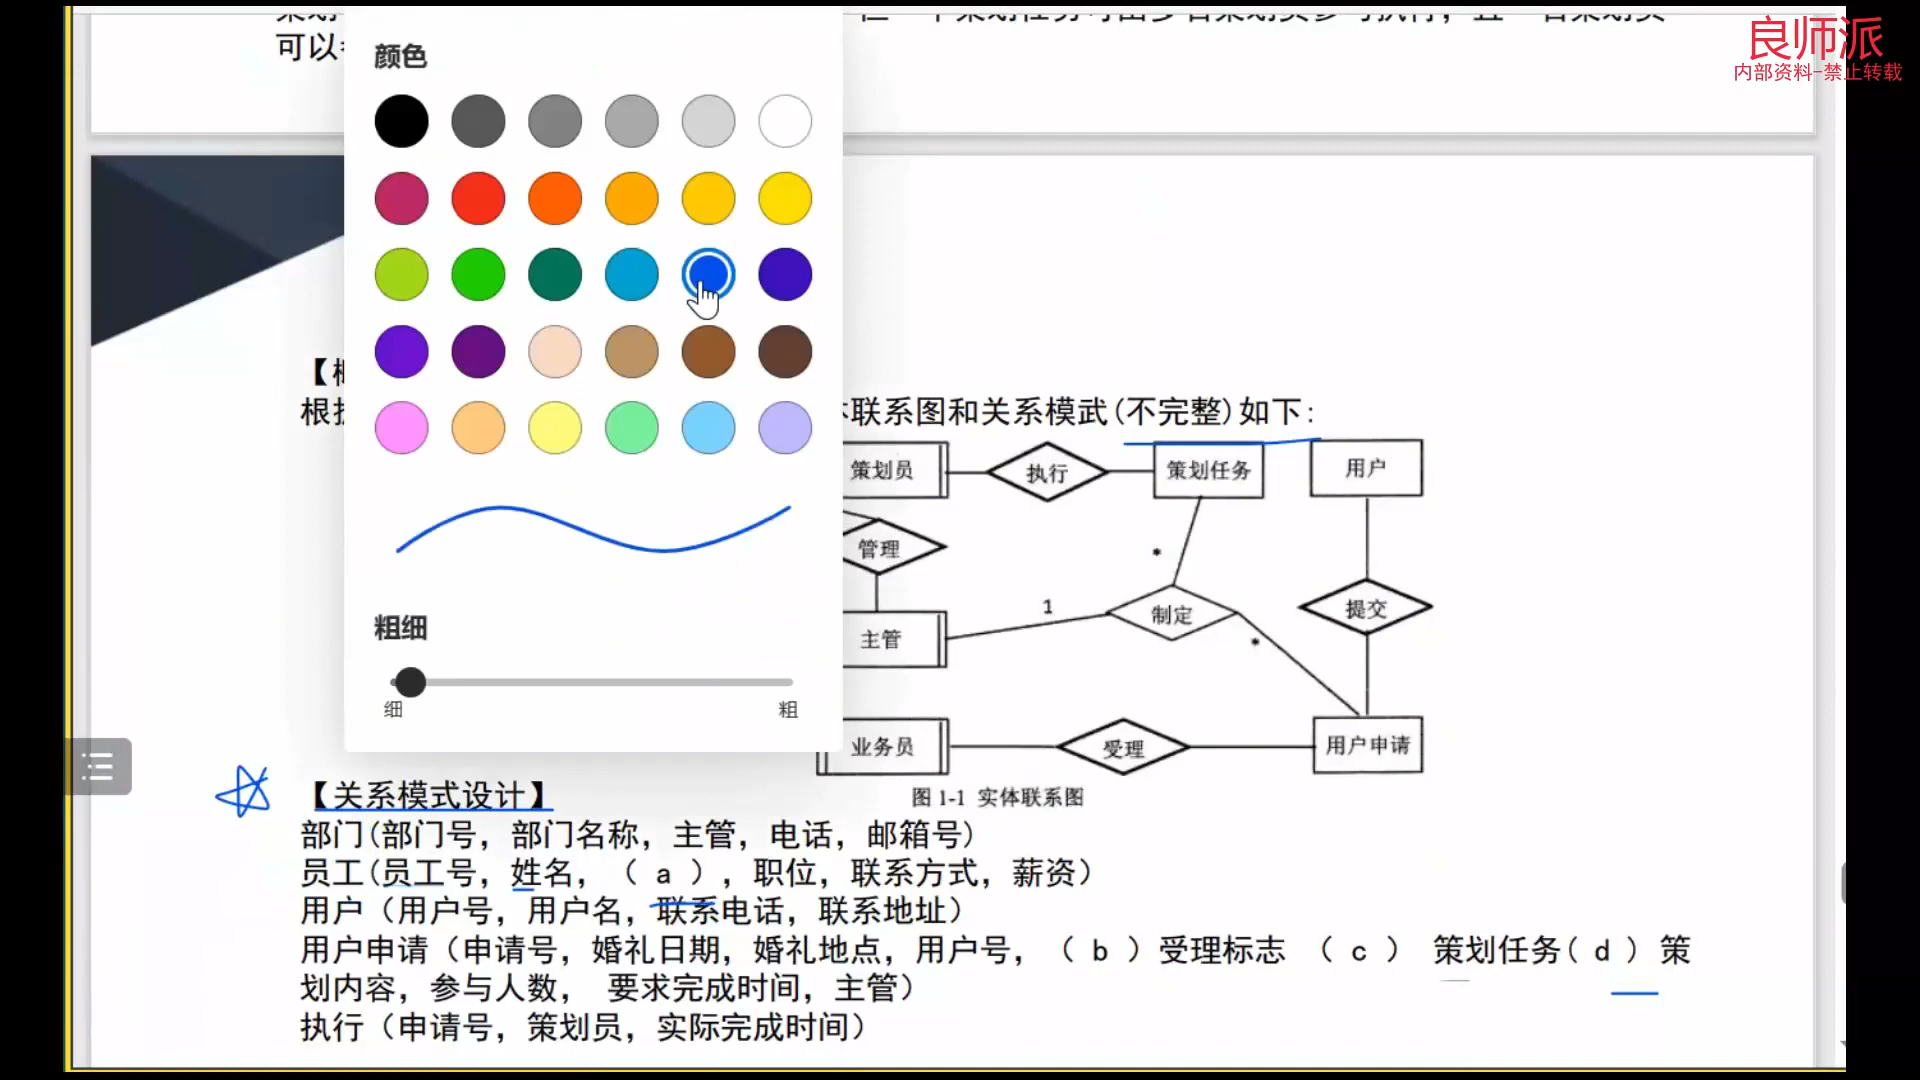 可以
良师派
内部资料-禁止转载
颜色
粗细
细
粗
联系图和关系模式(不完整)如下:
策划员
执行
策划任务
用户
管理
*
1
制定
提交
主管
*
业务员
受理
用户申请
图 1-1 实体联系图
【关系模式设计】
部门(部门号, 部门名称, 主管, 电话, 邮箱号)
员工(员工号, 姓名, ( a ), 职位, 联系方式, 薪资)
用户 (用户号, 用户名, 联系电话, 联系地址)
用户申请 (申请号, 婚礼日期, 婚礼地点, 用户号, ( b ) 受理标志 ( c ) 策划任务( d ) 策
划内容, 参与人数, 要求完成时间, 主管)
执行 (申请号, 策划员, 实际完成时间)